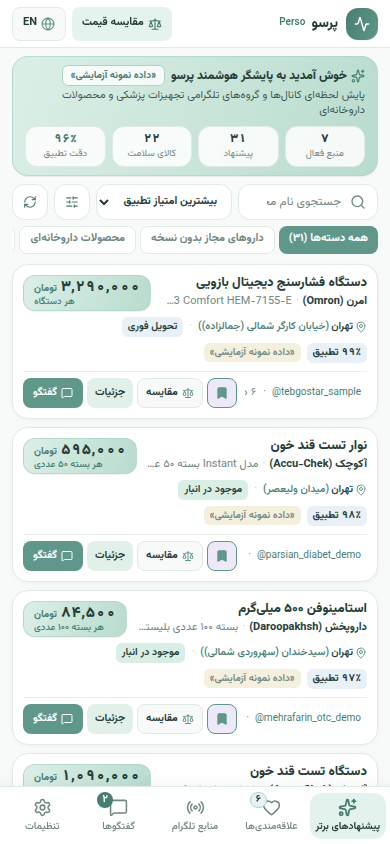 پرسو Perso
مقایسه قیمت
EN
خوش آمدید به پایشگر هوشمند پرسو «داده نمونه آزمایشی»
پایش لحظه‌ای کانال‌ها و گروه‌های تلگرامی تجهیزات پزشکی و محصولات
داروخانه‌ای
۷ ۳۱ ۲۲ ۹۶٪
منبع فعال پیشنهاد کالای سلامت دقت تطبیق
جستجوی نام مح
بیشترین امتیاز تطبیق
همه دسته‌ها (۳۱) داروهای مجاز بدون نسخه محصولات داروخانه‌ای
دستگاه فشارسنج دیجیتال بازویی
۳,۲۹۰,۰۰۰ تومان
هر دستگاه
امرن (Omron) · 3 Comfort HEM-7155-E...
تهران (خیابان کارگر شمالی (جمالزاده)) · تحویل فوری
۹۹٪ تطبیق «داده نمونه آزمایشی»
@tebgostar_sample · ۶
مقایسه جزئیات گفتگو
نوار تست قند خون
۵۹۵,۰۰۰ تومان
هر بسته ۵۰ عددی
آکوچک (Accu-Chek) · مدل Instant بسته ۵۰ ع...
تهران (میدان ولیعصر) · موجود در انبار
۹۸٪ تطبیق «داده نمونه آزمایشی»
@parsian_diabet_demo ·
مقایسه جزئیات گفتگو
استامینوفن ۵۰۰ میلی‌گرم
۸۴,۵۰۰ تومان
هر بسته ۱۰۰ عددی
داروپخش (Daroopakhsh) · بسته ۱۰۰ عددی بلیستـ...
تهران (سیدخندان (سهروردی شمالی)) · موجود در انبار
۹۷٪ تطبیق «داده نمونه آزمایشی»
@mehrafarin_otc_demo ·
مقایسه جزئیات گفتگو
دستگاه تست قند خون
۱,۰۹۰,۰۰۰ تومان
۶ ۲
پیشنهادهای برتر علاقه‌مندی‌ها منابع تلگرام گفتگوها تنظیمات